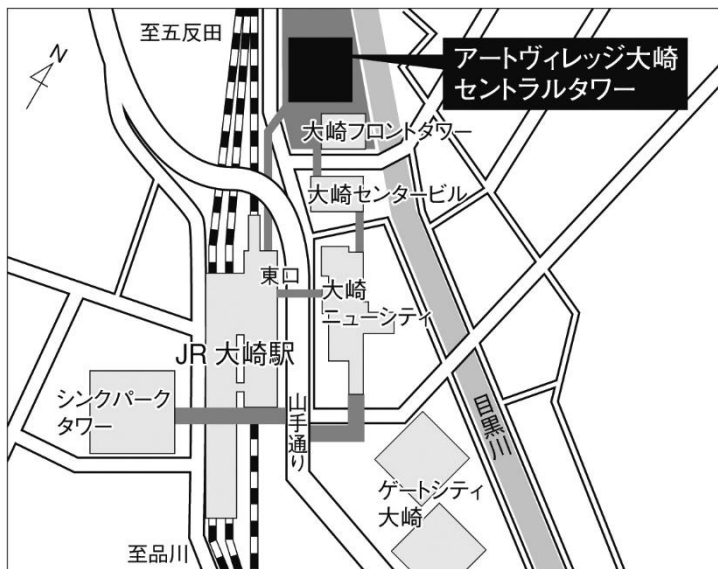 至五反田
N
アートヴィレッジ大崎
セントラルタワー
大崎フロントタワー
大崎センタービル
東口
大崎
ニューシティ
JR 大崎駅
シンクパーク
タワー
山手通り
目黒川
ゲートシティ
大崎
至品川